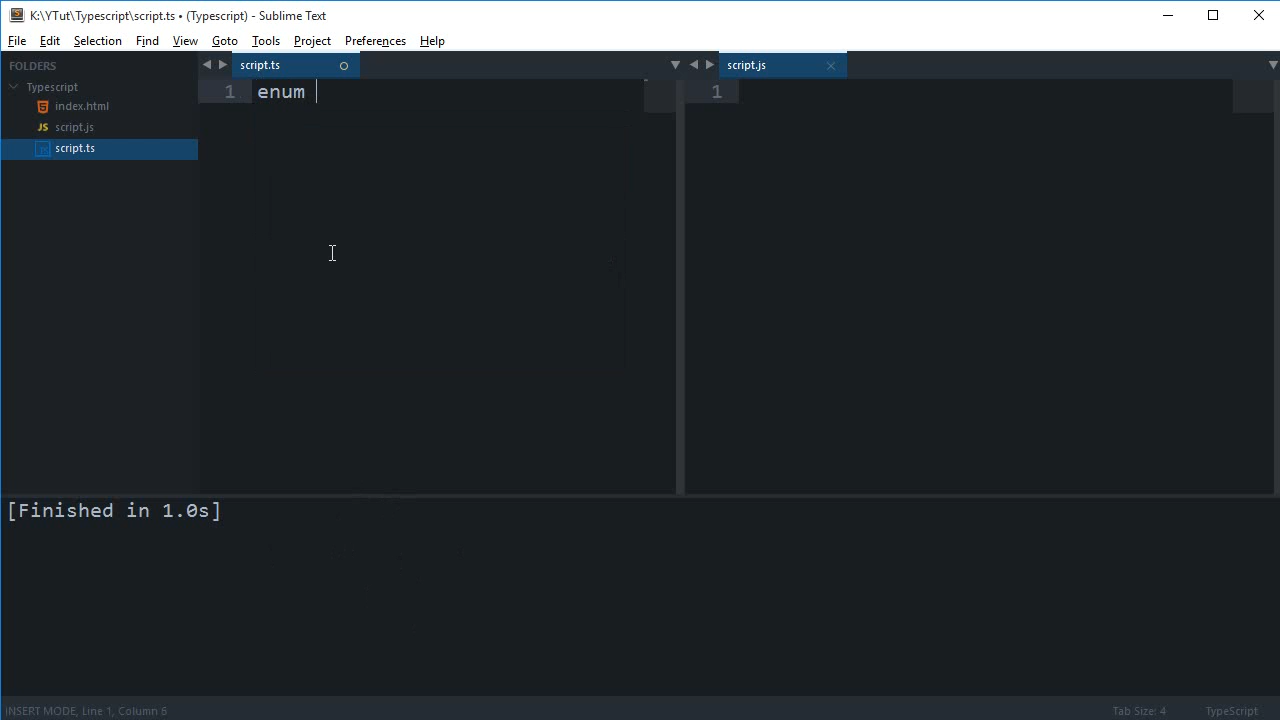 K:\YTut\Typescript\script.ts • (Typescript) - Sublime Text
File Edit Selection Find View Goto Tools Project Preferences Help
FOLDERS
Typescript
index.html
JS script.js
script.ts
script.ts
1 enum
script.js
1
[Finished in 1.0s]
INSERT MODE, Line 1, Column 6
Tab Size: 4
TypeScript